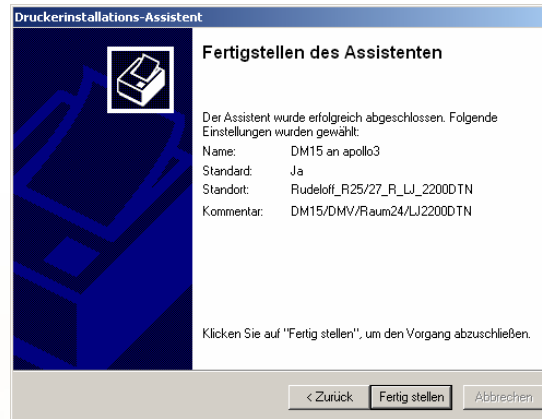 Druckerinstallations-Assistent
Fertigstellen des Assistenten
Der Assistent wurde erfolgreich abgeschlossen. Folgende
Einstellungen wurden gewählt:
Name: DM15 an apollo3
Standard: Ja
Standort: Rudeloff_R25/27_R_LJ_2200DTN
Kommentar: DM15/DMV/Raum24/LJ2200DTN
Klicken Sie auf "Fertig stellen", um den Vorgang abzuschließen.
< Zurück Fertig stellen Abbrechen